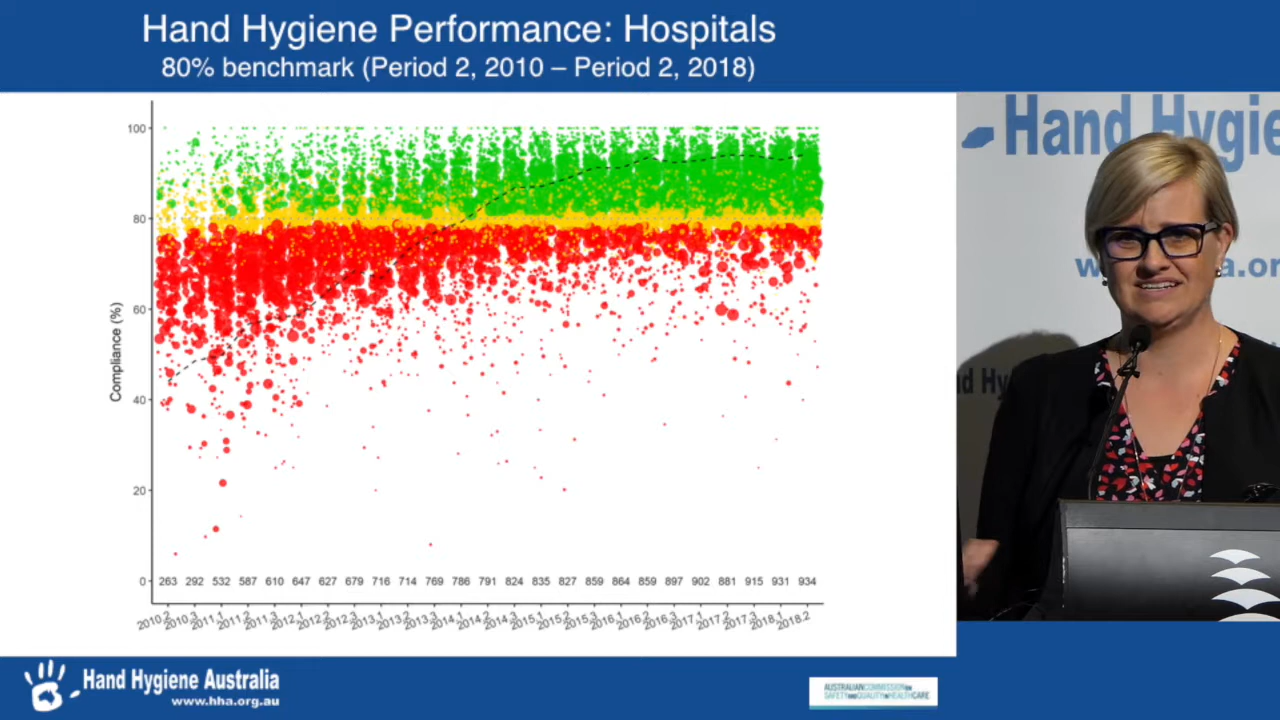 Hand Hygiene Performance: Hospitals
80% benchmark (Period 2, 2010 – Period 2, 2018)
Compliance (%)
100
80
60
40
20
0
263 292 532 587 610 647 627 679 716 714 769 786 791 824 835 827 859 864 859 897 902 881 915 931 934
2010.2 2010.3 2011.1 2011.2 2011.3 2012.1 2012.2 2012.3 2013.1 2013.2 2013.3 2014.1 2014.2 2014.3 2015.1 2015.2 2015.3 2016.1 2016.2 2016.3 2017.1 2017.2 2017.3 2018.1 2018.2
Hand Hygie
w
a.or
d Hy
Hand Hygiene Australia
www.hha.org.au
AUSTRALIAN COMMISSION ON
SAFETY AND QUALITY IN HEALTH CARE